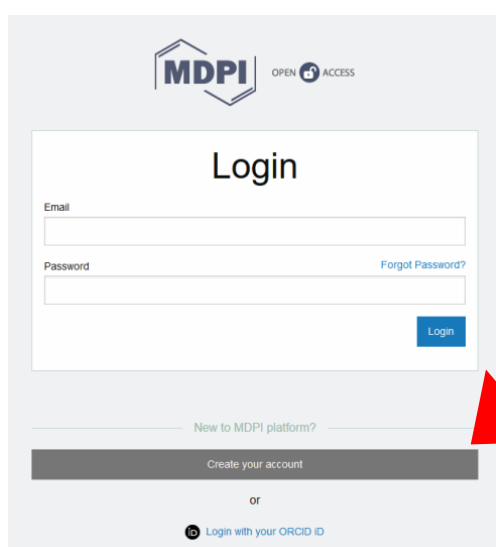 MDPI OPEN ACCESS
Login
Email
Password Forgot Password?
Login
New to MDPI platform?
Create your account
or
iD Login with your ORCID iD